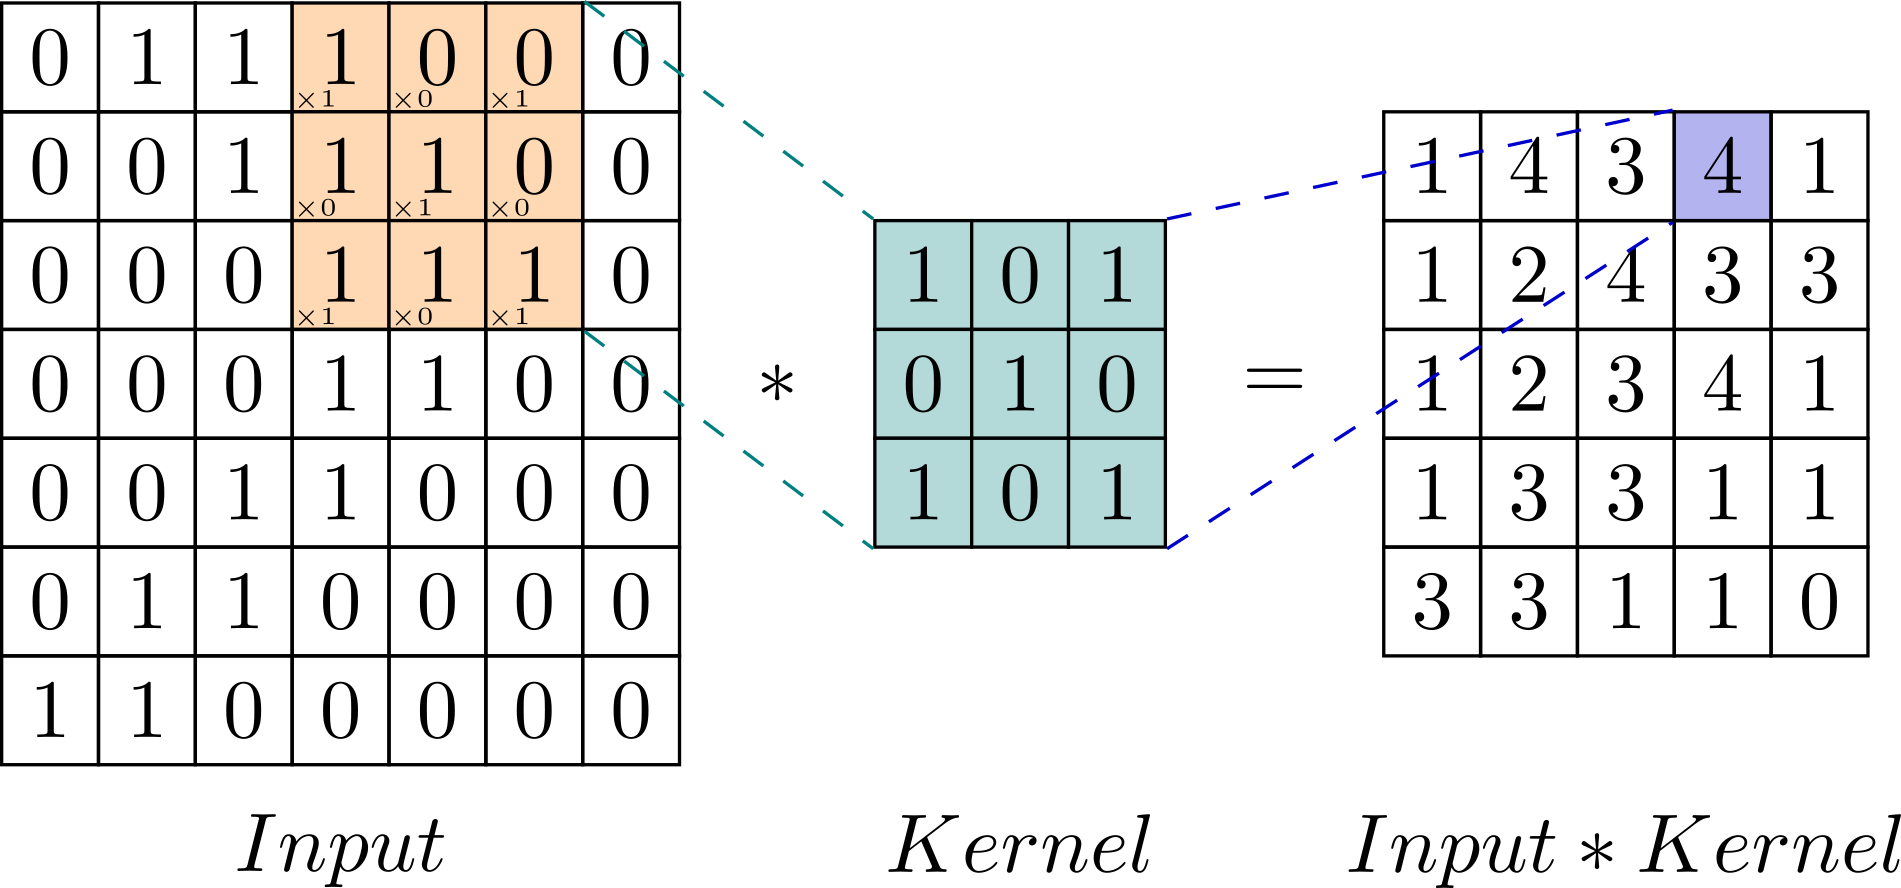 0 1 1 1 ×1 0 ×0 0 ×1 0
0 0 1 1 ×0 1 ×1 0 ×0 0
0 0 0 1 ×1 1 ×0 1 ×1 0
0 0 0 1 1 0 0
0 0 1 1 0 0 0
0 1 1 0 0 0 0
1 1 0 0 0 0 0
Input
*
1 0 1
0 1 0
1 0 1
Kernel
=
1 4 3 4 1
1 2 4 3 3
1 2 3 4 1
1 3 3 1 1
3 3 1 1 0
Input * Kernel